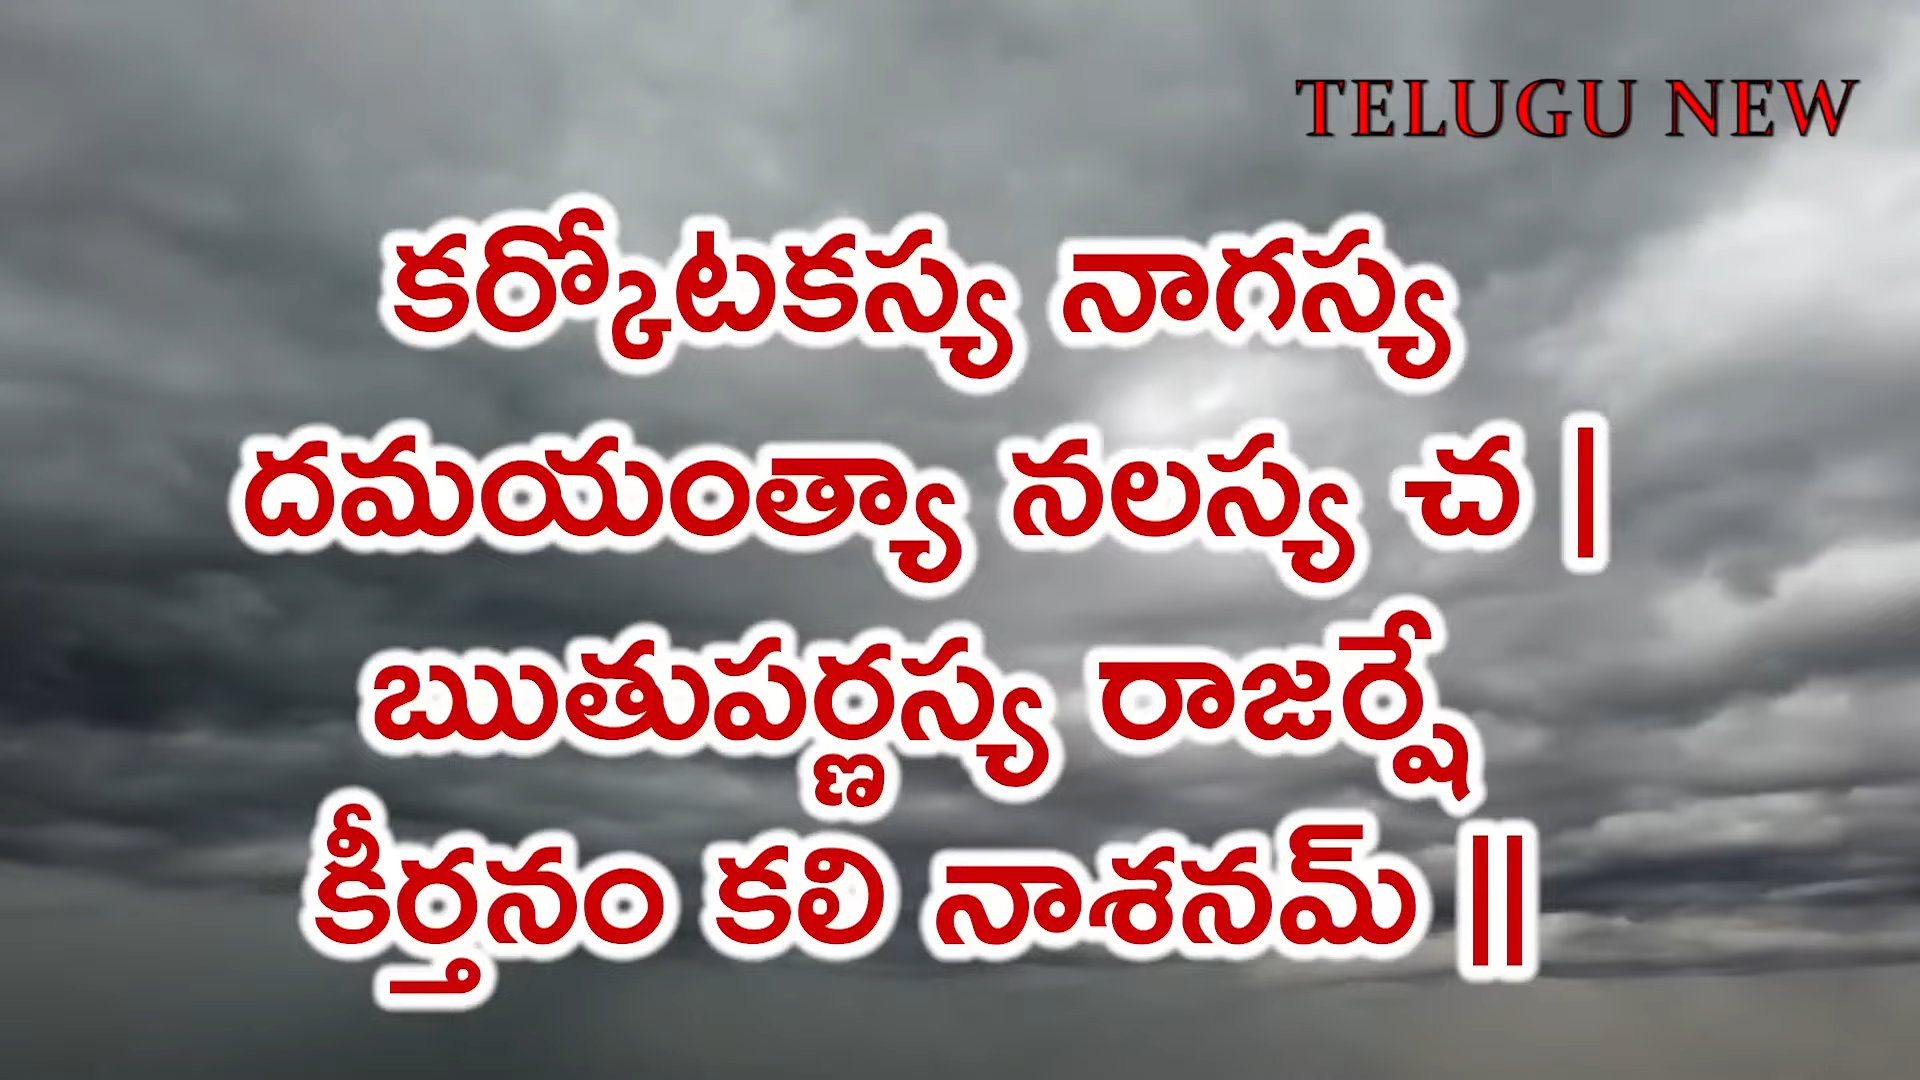 TELUGU NEW
కర్కోటకస్య నాగస్య
దమయంత్యా నలస్య చ |
ఋతుపర్ణస్య రాజర్షే
కీర్తనం కలి నాశనమ్ ||